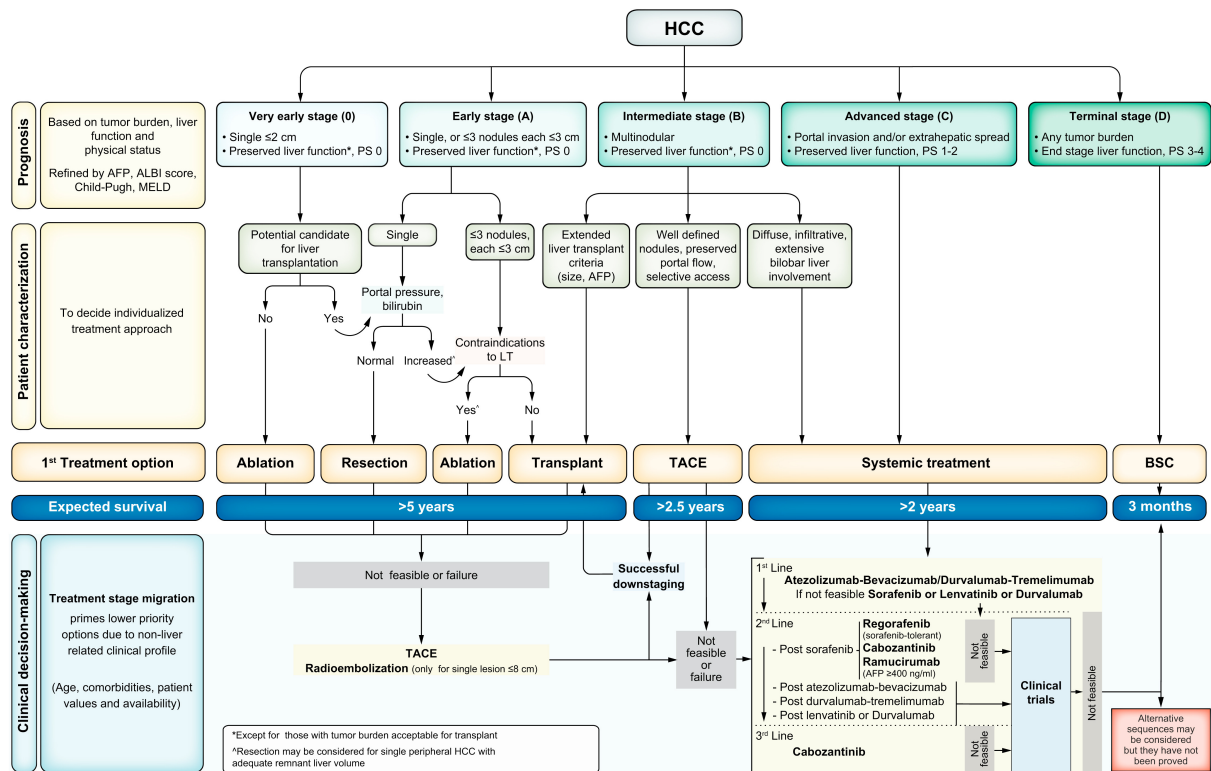 HCC
Prognosis
Based on tumor burden, liver
function and
physical status
Refined by AFP, ALBI score,
Child-Pugh, MELD
Very early stage (0)
• Single ≤2 cm
• Preserved liver function*, PS 0
Early stage (A)
• Single, or ≤3 nodules each ≤3 cm
• Preserved liver function*, PS 0
Intermediate stage (B)
• Multinodular
• Preserved liver function*, PS 0
Advanced stage (C)
• Portal invasion and/or extrahepatic spread
• Preserved liver function, PS 1-2
Terminal stage (D)
• Any tumor burden
• End stage liver function, PS 3-4
Patient characterization
To decide individualized
treatment approach
Potential candidate
for liver
transplantation
Single
≤3 nodules,
each ≤3 cm
Extended
liver transplant
criteria
(size, AFP)
Well defined
nodules, preserved
portal flow,
selective access
Diffuse, infiltrative,
extensive
bilobar liver
involvement
Portal pressure,
bilirubin
No
Yes
Normal
Increased^
Contraindications
to LT
Yes^
No
1st Treatment option
Ablation
Resection
Ablation
Transplant
TACE
Systemic treatment
BSC
Expected survival
>5 years
>2.5 years
>2 years
3 months
Clinical decision-making
Treatment stage migration
primes lower priority
options due to non-liver
related clinical profile
(Age, comorbidities, patient
values and availability)
Not feasible or failure
Successful
downstaging
TACE
Radioembolization (only for single lesion ≤8 cm)
Not
feasible
or
failure
1st Line
Atezolizumab-Bevacizumab/Durvalumab-Tremelimumab
If not feasible Sorafenib or Lenvatinib or Durvalumab
2nd Line
- Post sorafenib
Regorafenib
(sorafenib-tolerant)
Cabozantinib
Ramucirumab
(AFP ≥400 ng/ml)
Not
feasible
- Post atezolizumab-bevacizumab
- Post durvalumab-tremelimumab
- Post lenvatinib or Durvalumab
3rd Line
Cabozantinib
Not
feasible
Clinical
trials
Not feasible
Alternative
sequences may
be considered
but they have not
been proved
*Except for those with tumor burden acceptable for transplant
^Resection may be considered for single peripheral HCC with
adequate remnant liver volume